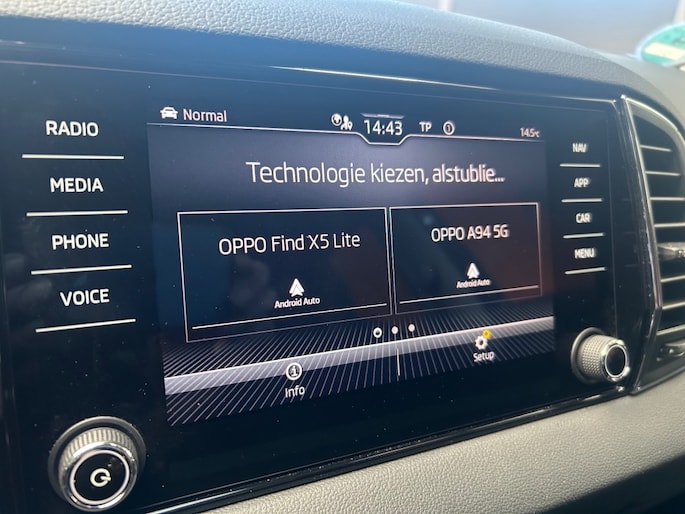 Normal
14:43
TP
14.5°C
RADIO
MEDIA
PHONE
VOICE
Technologie kiezen, alstublie...
OPPO Find X5 Lite
Android Auto
OPPO A94 5G
Android Auto
Info
Setup
NAV
APP
CAR
MENU